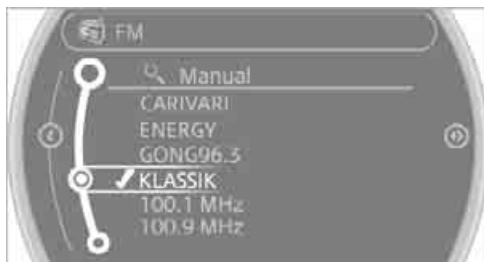 FM
Manual
CARIVARI
ENERGY
GONG96.3
KLASSIK
100.1 MHz
100.9 MHz